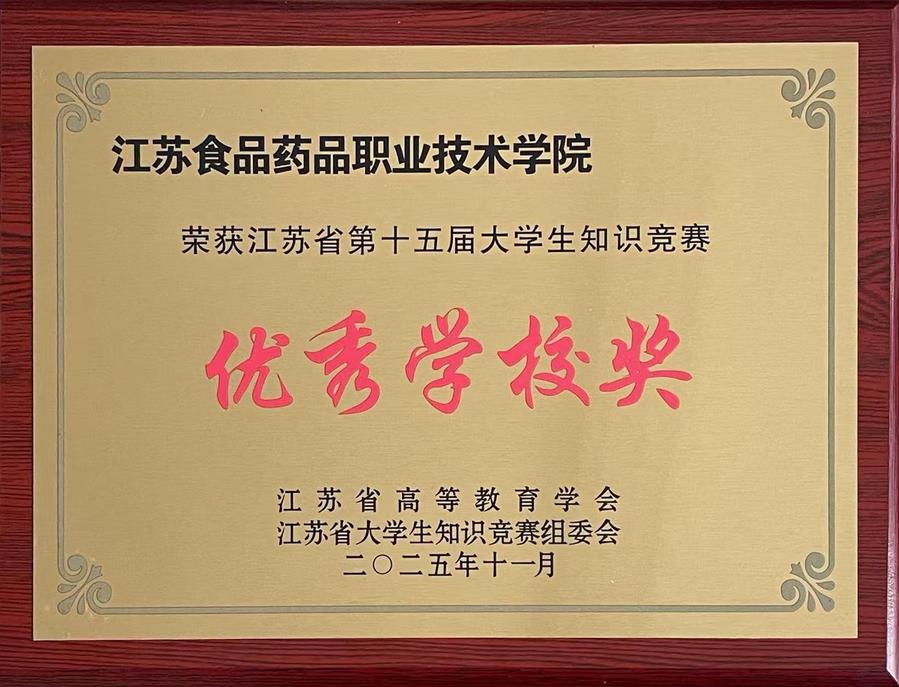 江苏食品药品职业技术学院
荣获江苏省第十五届大学生知识竞赛
优秀学校奖
江苏省高等教育学会
江苏省大学生知识竞赛组委会
二〇二五年十一月